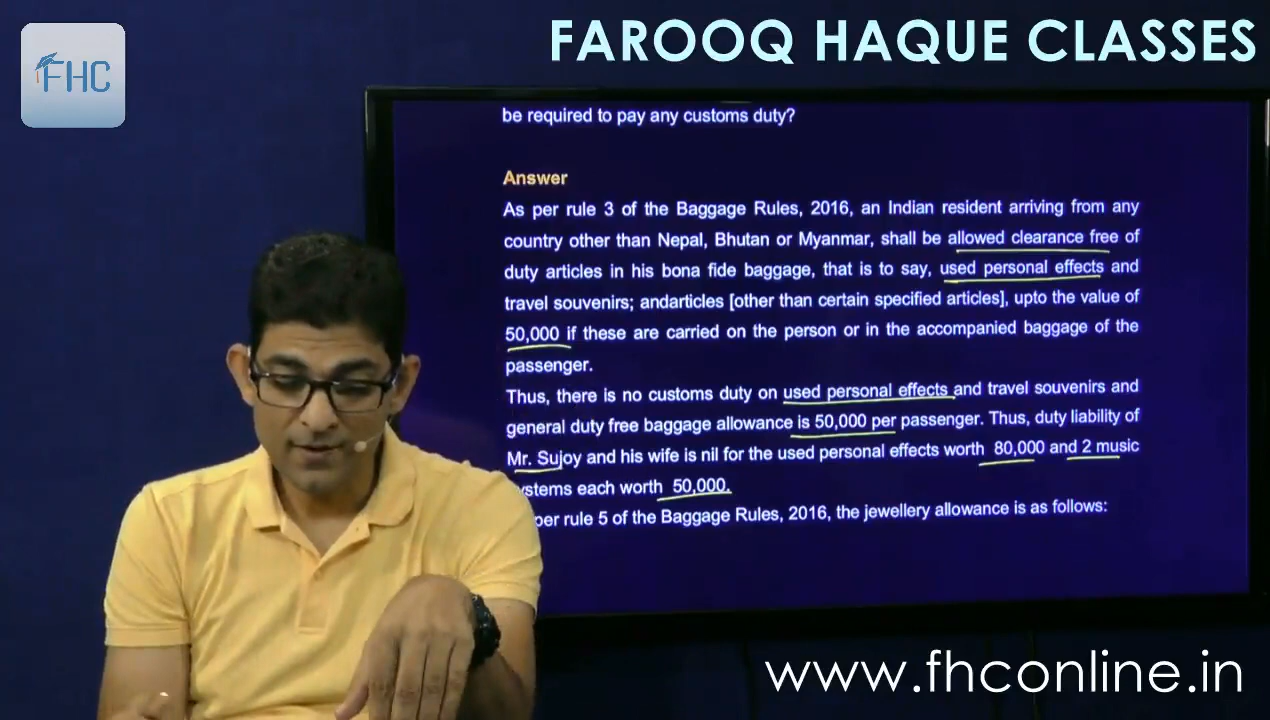 FAROOQ HAQUE CLASSES
FHC
be required to pay any customs duty?
Answer
As per rule 3 of the Baggage Rules, 2016, an Indian resident arriving from any
country other than Nepal, Bhutan or Myanmar, shall be allowed clearance free of
duty articles in his bona fide baggage, that is to say, used personal effects and
travel souvenirs; andarticles [other than certain specified articles], upto the value of
50,000 if these are carried on the person or in the accompanied baggage of the
passenger.
Thus, there is no customs duty on used personal effects and travel souvenirs and
general duty free baggage allowance is 50,000 per passenger. Thus, duty liability of
Mr. Sujoy and his wife is nil for the used personal effects worth 80,000 and 2 music
ystems each worth 50,000.
per rule 5 of the Baggage Rules, 2016, the jewellery allowance is as follows:
www.fhconline.in